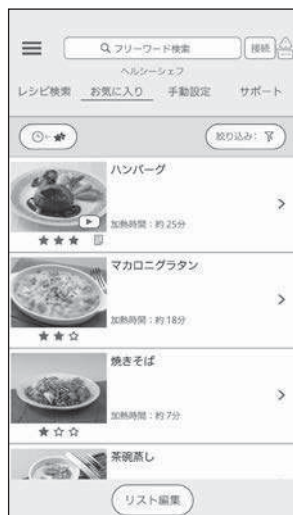 フリーワード検索
接続
ヘルシーシェフ
レシピ検索 お気に入り 手動設定 サポート
絞り込み:
ハンバーグ
加熱時間：約25分
★★★
マカロニグラタン
加熱時間：約18分
★★☆
焼きそば
加熱時間：約7分
★☆☆
茶碗蒸し
リスト編集